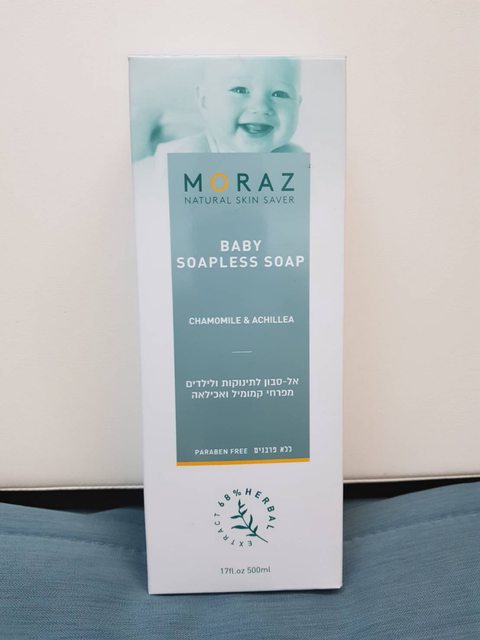 MORAZ
NATURAL SKIN SAVER
BABY
SOAPLESS SOAP
CHAMOMILE & ACHILLEA
אל-סבון לתינוקות ולילדים
מפרחי קמומיל ואכילאה
PARABEN FREE ללא פרבנים
68% HERBAL
EXTRACT
17fl.oz 500ml